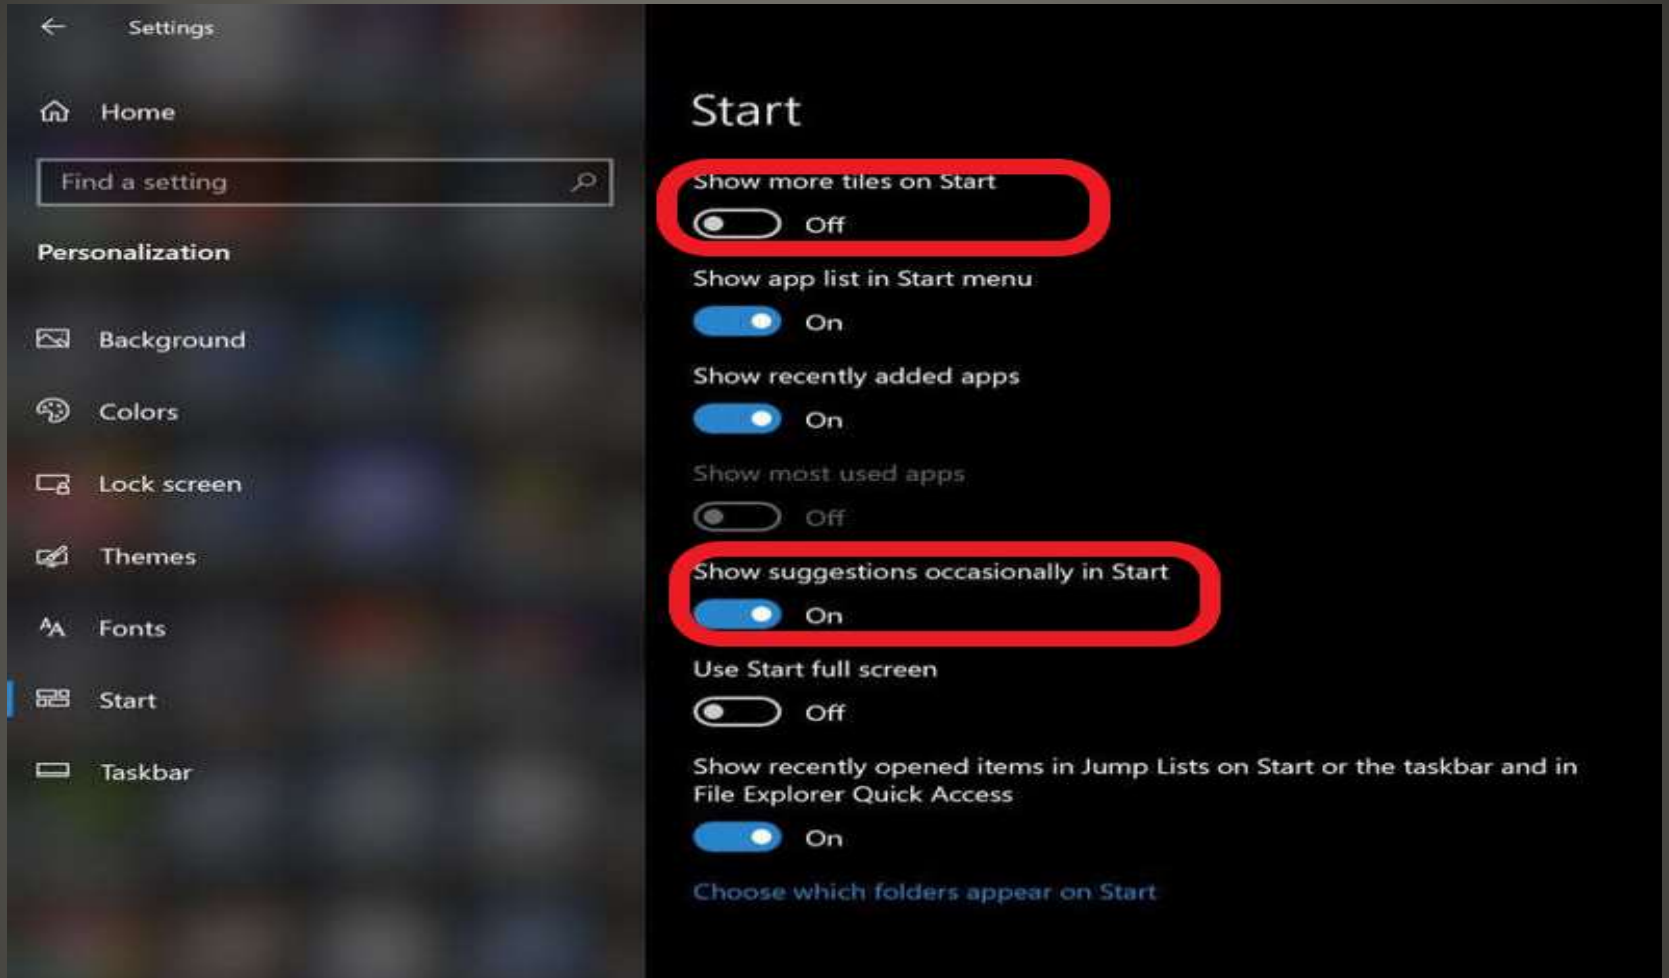 Settings
Home
Find a setting
Personalization
Background
Colors
Lock screen
Themes
Fonts
Start
Taskbar
Start
Show more tiles on Start
Off
Show app list in Start menu
On
Show recently added apps
On
Show most used apps
Off
Show suggestions occasionally in Start
On
Use Start full screen
Off
Show recently opened items in Jump Lists on Start or the taskbar and in
File Explorer Quick Access
On
Choose which folders appear on Start